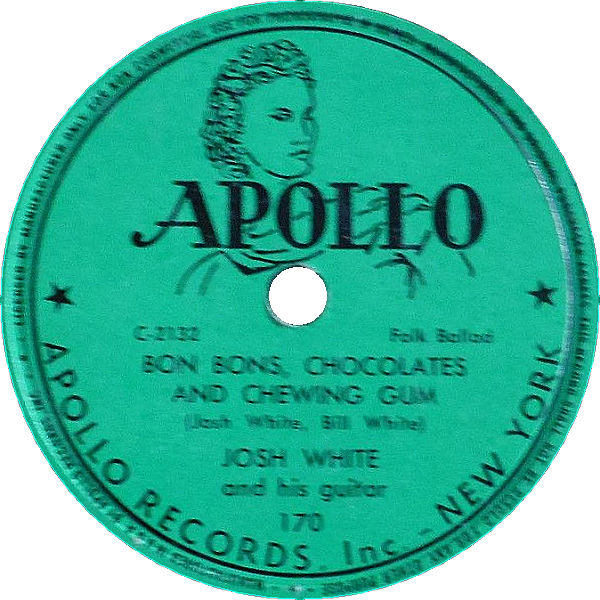 APOLLO
C-2132 Folk Ballad
BON BONS, CHOCOLATES
AND CHEWING GUM
(Josh White, Bill White)
JOSH WHITE
and his guitar
170
★ APOLLO RECORDS, Inc. - NEW YORK ★